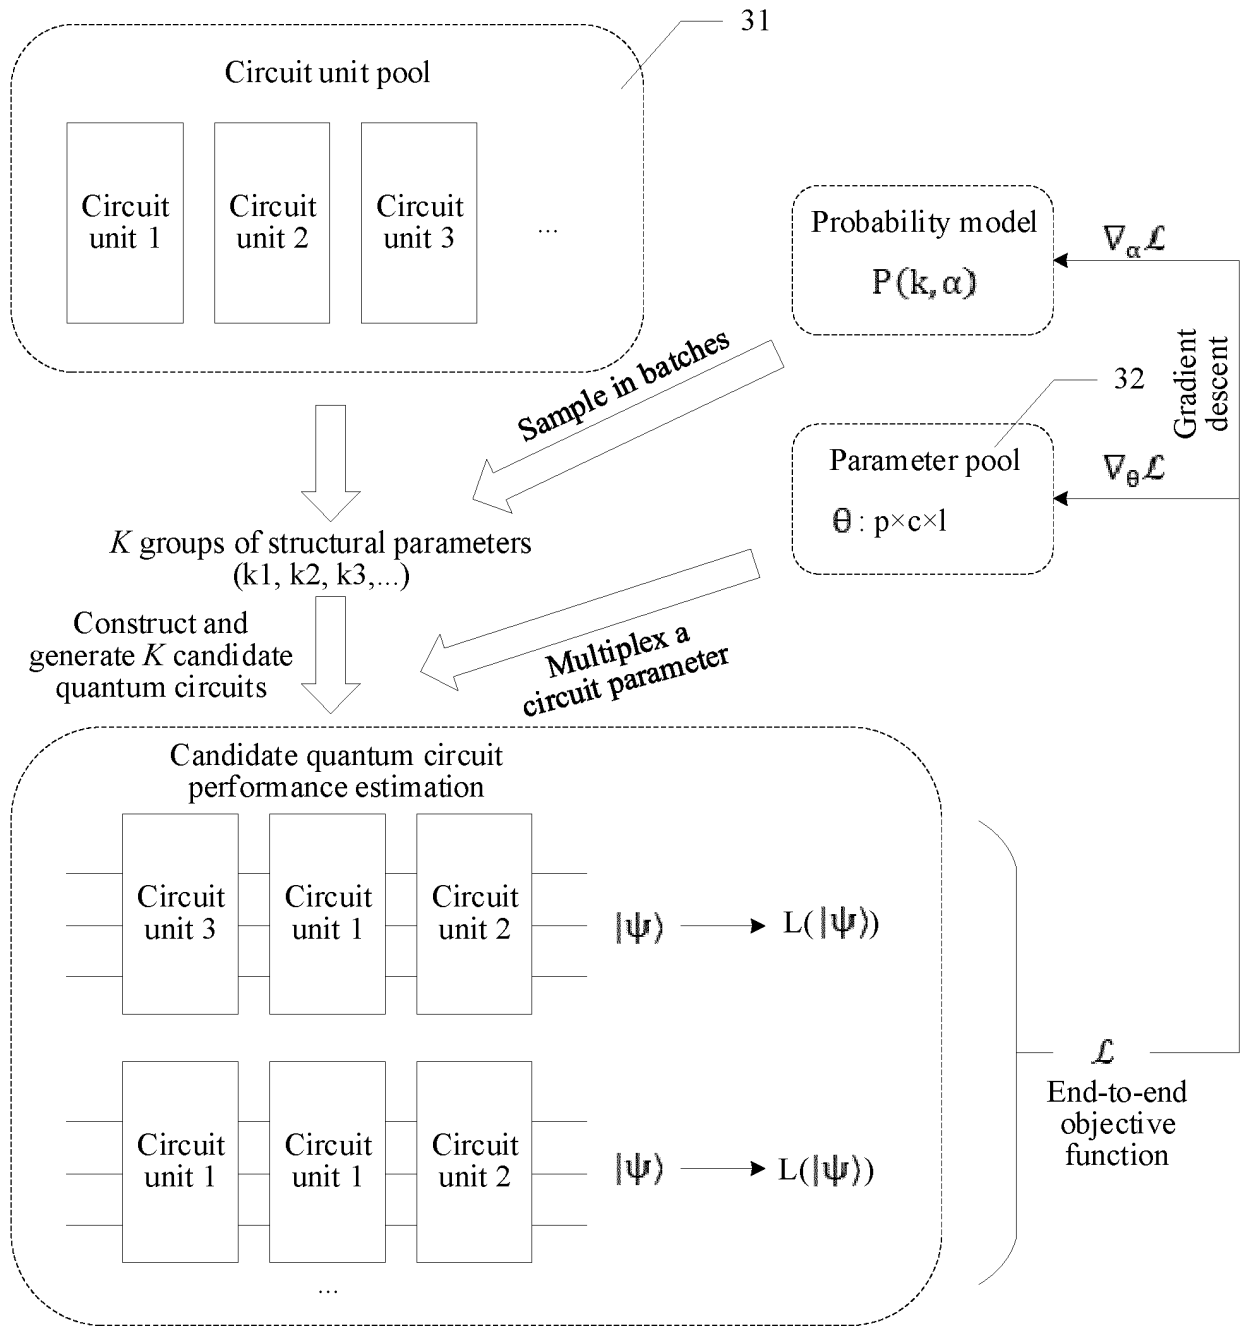 31
Circuit unit pool
Circuit
unit 1
Circuit
unit 2
Circuit
unit 3
...
Probability model
P(k, α)
∇αℒ
Gradient
descent
Sample in batches
32
Parameter pool
θ : p×c×l
∇θℒ
K groups of structural parameters
(k1, k2, k3,...)
Construct and
generate K candidate
quantum circuits
Multiplex a
circuit parameter
Candidate quantum circuit
performance estimation
Circuit
unit 3
Circuit
unit 1
Circuit
unit 2
|ψ⟩
L(|ψ⟩)
ℒ
End-to-end
objective
function
Circuit
unit 1
Circuit
unit 1
Circuit
unit 2
|ψ⟩
L(|ψ⟩)
...